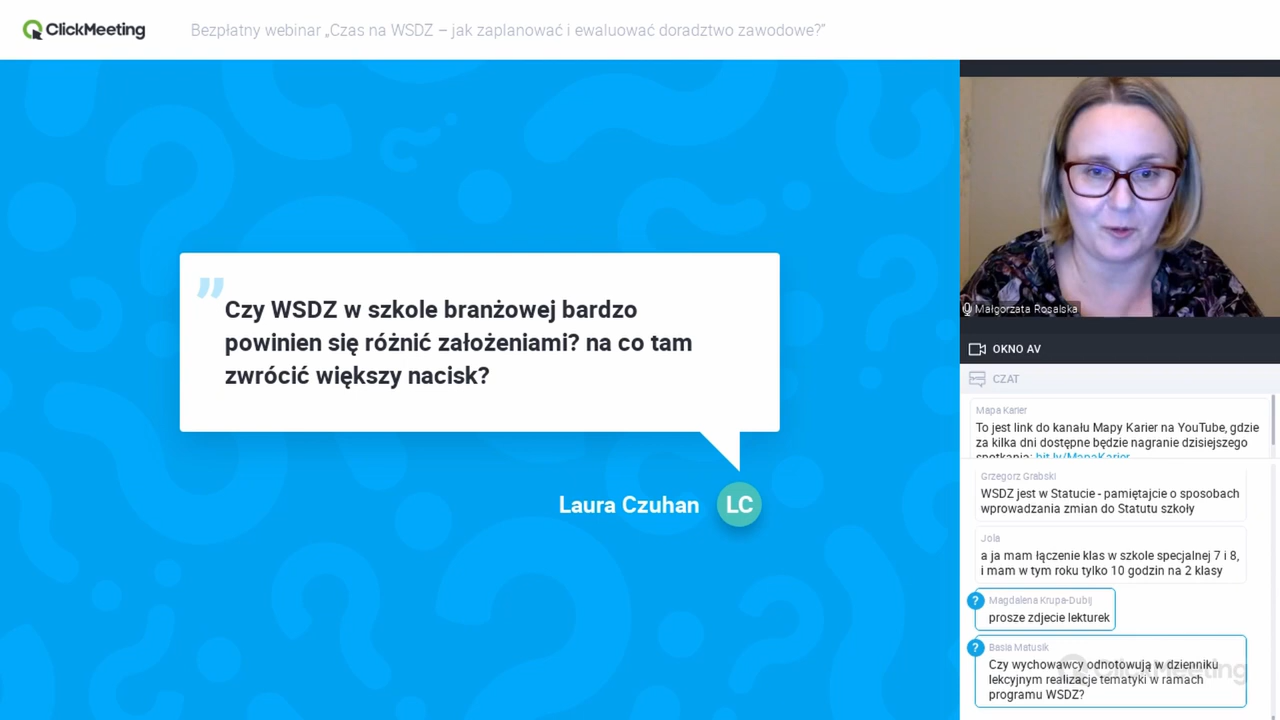 ClickMeeting
Bezpłatny webinar „Czas na WSDZ – jak zaplanować i ewaluować doradztwo zawodowe?”
”
Czy WSDZ w szkole branżowej bardzo
powinien się różnić założeniami? na co tam
zwrócić większy nacisk?
Laura Czuhan
LC
Małgorzata Rosalska
OKNO AV
CZAT
Mapa Karier
To jest link do kanału Mapy Karier na YouTube, gdzie
za kilka dni dostępne będzie nagranie dzisiejszego
spotkania: bit.ly/MapaKarier
Grzegorz Grabski
WSDZ jest w Statucie - pamiętajcie o sposobach
wprowadzania zmian do Statutu szkoły
Jola
a ja mam łączenie klas w szkole specjalnej 7 i 8,
i mam w tym roku tylko 10 godzin na 2 klasy
?
Magdalena Krupa-Dubij
prosze zdjecie lekturek
?
Basia Matusik
Czy wychowawcy odnotowują w dzienniku
lekcyjnym realizacje tematyki w ramach
programu WSDZ?
ClickMeeting